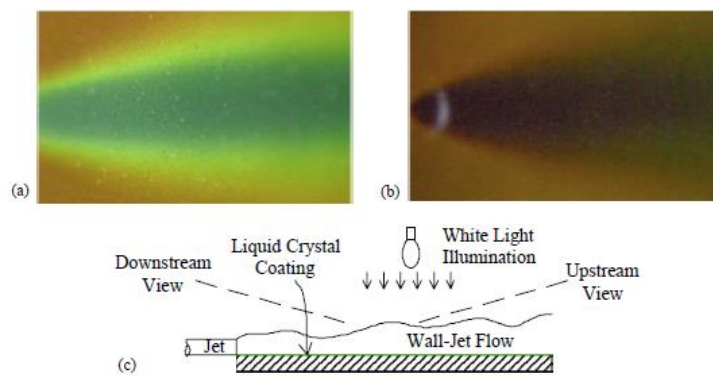 (a)
(b)
Liquid Crystal
Coating
White Light
Illumination
Downstream
View
Upstream
View
Jet
Wall-Jet Flow
(c)